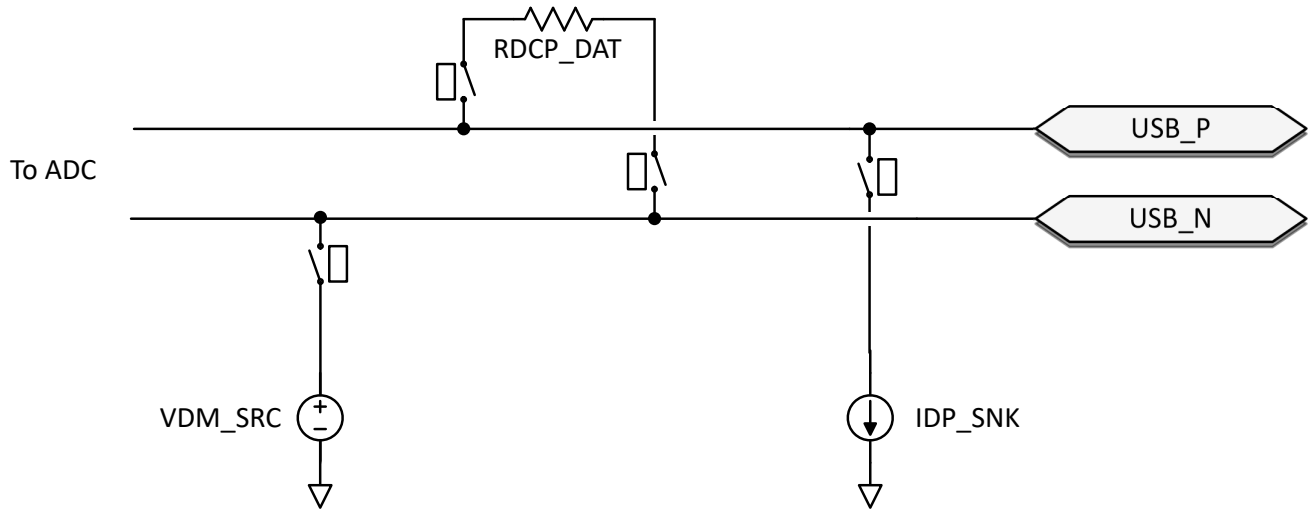 RDCP_DAT
USB_P
To ADC
USB_N
VDM_SRC
+
−
IDP_SNK